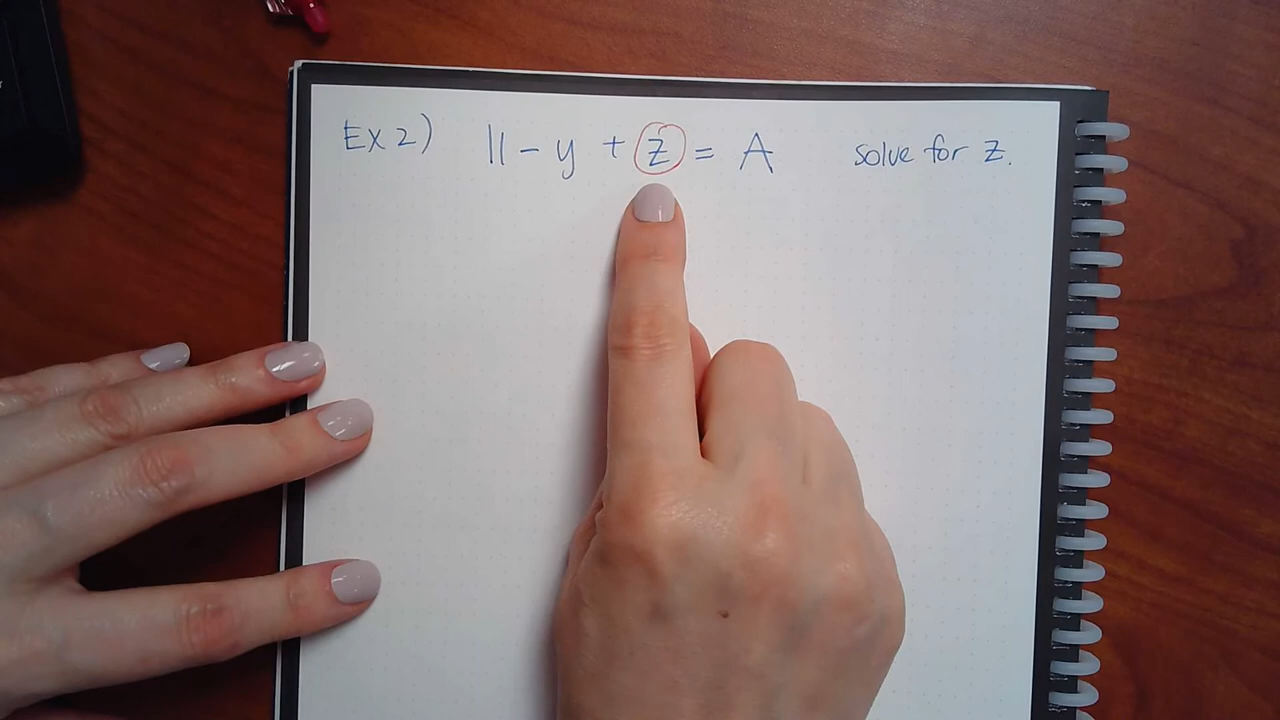 Ex 2) 11 - y + z = A solve for z.